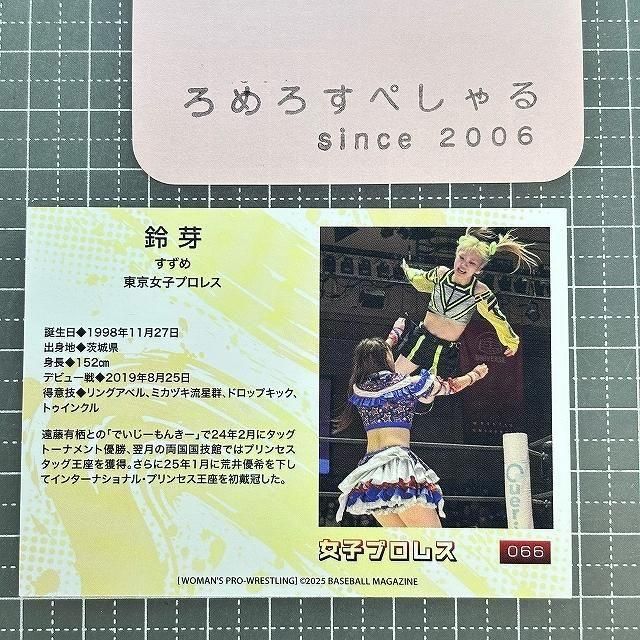 ろめろすぺしゃる
since 2006
鈴芽
すずめ
東京女子プロレス
誕生日◆1998年11月27日
出身地◆茨城県
身長◆152㎝
デビュー戦◆2019年8月25日
得意技◆リングアベル、ミカヅキ流星群、ドロップキック、
トゥインクル
遠藤有栖との「でいじーもんきー」で24年2月にタッグ
トーナメント優勝、翌月の両国国技館ではプリンセス
タッグ王座を獲得。さらに25年1月に荒井優希を下し
てインターナショナル・プリンセス王座を初戴冠した。
女子プロレス
066
[WOMAN'S PRO-WRESTLING] ©2025 BASEBALL MAGAZINE